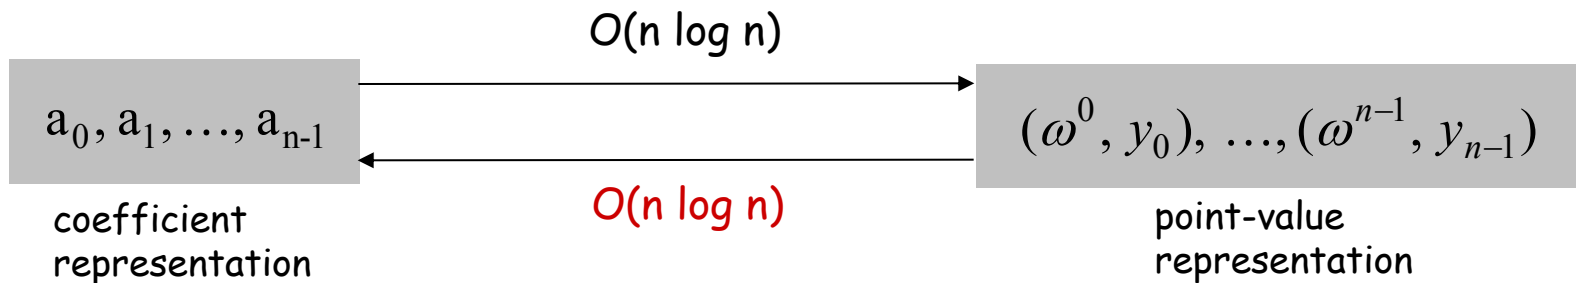 O(n log n)
a₀, a₁, …, aₙ₋₁
(ω⁰, y₀), …, (ωⁿ⁻¹, yₙ₋₁)
O(n log n)
coefficient
representation
point-value
representation